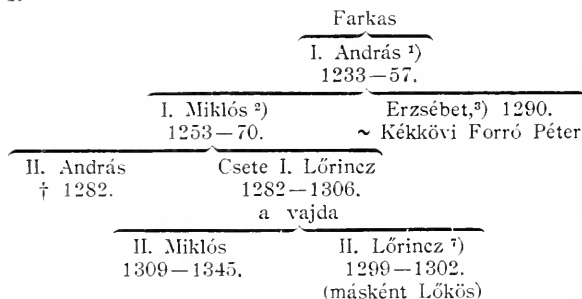 Farkas
I. András ¹)
1233—57.
I. Miklós ²) Erzsébet,³) 1290.
1253—70. ~ Kékkövi Forró Péter
II. András Csete I. Lőrincz
† 1282. 1282—1306.
a vajda
II. Miklós II. Lőrincz ⁷)
1309—1345. 1299—1302.
(másként Lőkös)